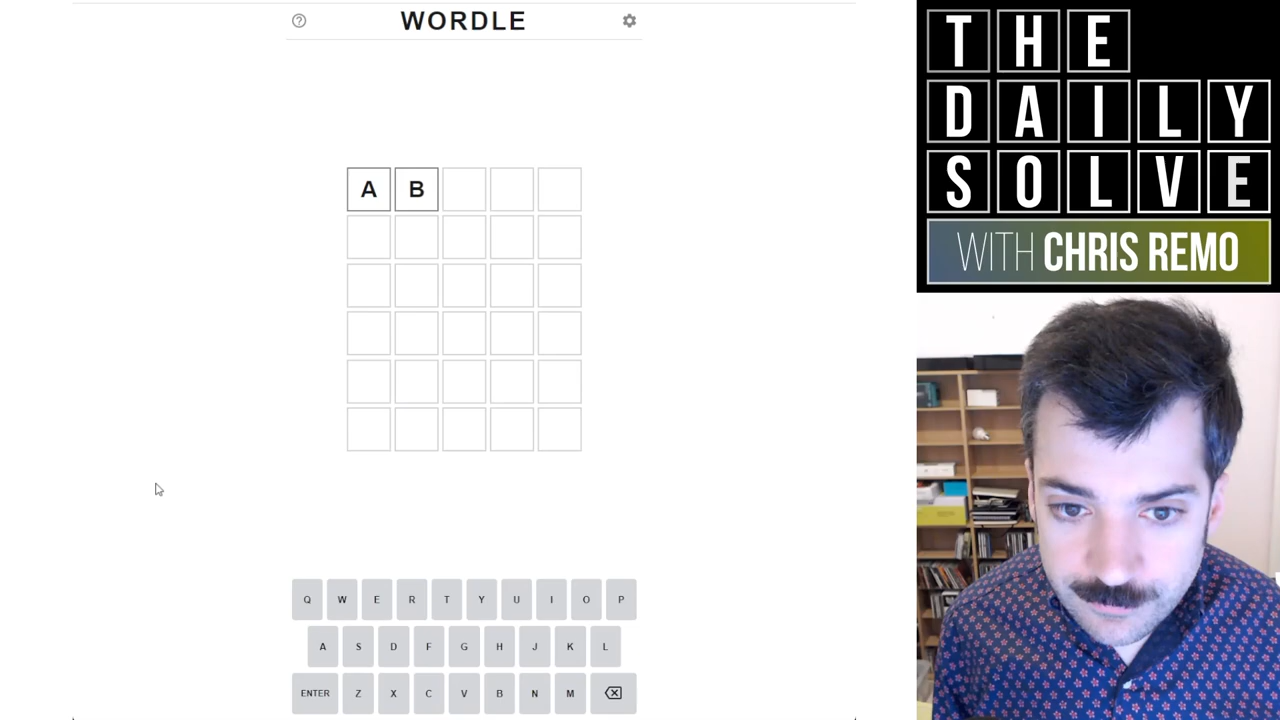 ?
WORDLE
A B
Q W E R T Y U I O P
A S D F G H J K L
ENTER Z X C V B N M
THE
DAILY
SOLVE
WITH CHRIS REMO